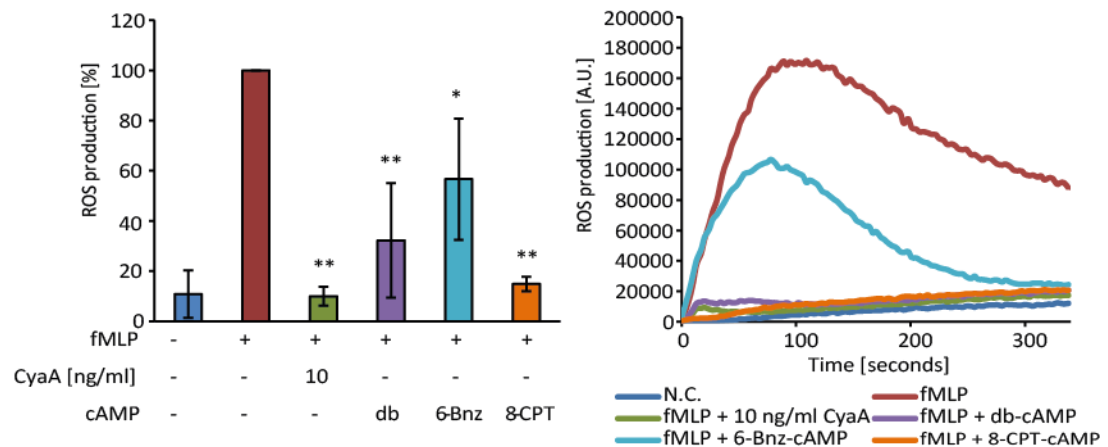 120
100
80
60
40
20
0
ROS production [%]
** ** * **
fMLP - + + + + +
CyaA [ng/ml] - - 10 - - -
cAMP - - - db 6-Bnz 8-CPT
200000
180000
160000
140000
120000
100000
80000
60000
40000
20000
0
ROS production [A.U.]
0 100 200 300
Time [seconds]
N.C. fMLP
fMLP + 10 ng/ml CyaA fMLP + db-cAMP
fMLP + 6-Bnz-cAMP fMLP + 8-CPT-cAMP